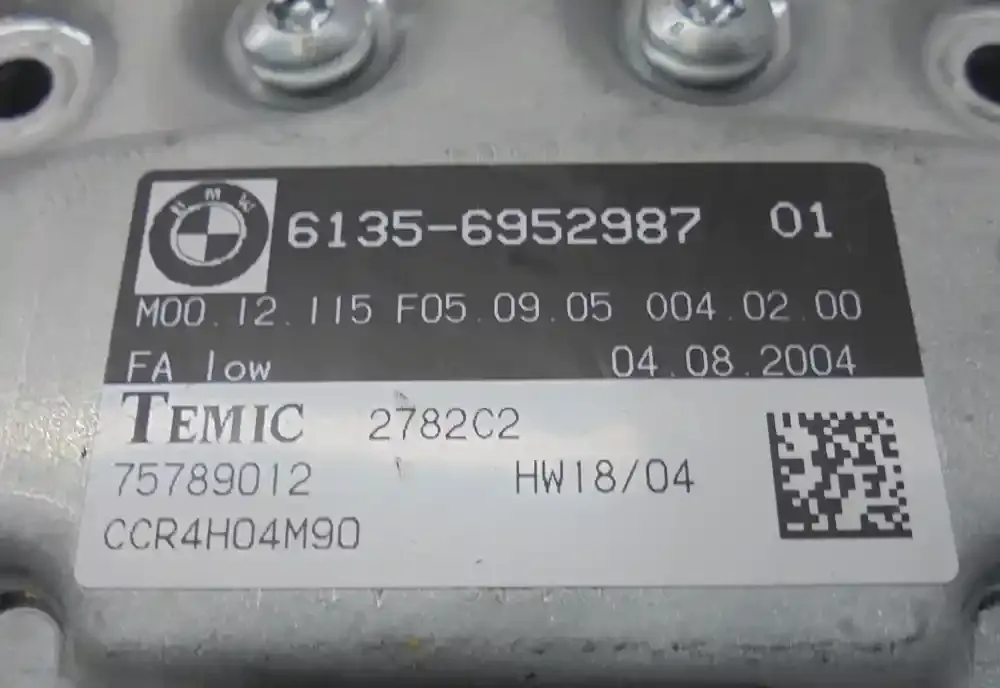 BMW
6135-6952987 01
M00.12.115 F05.09.05 004.02.00
FA low 04.08.2004
TEMIC 2782C2
75789012 HW18/04
CCR4H04M90